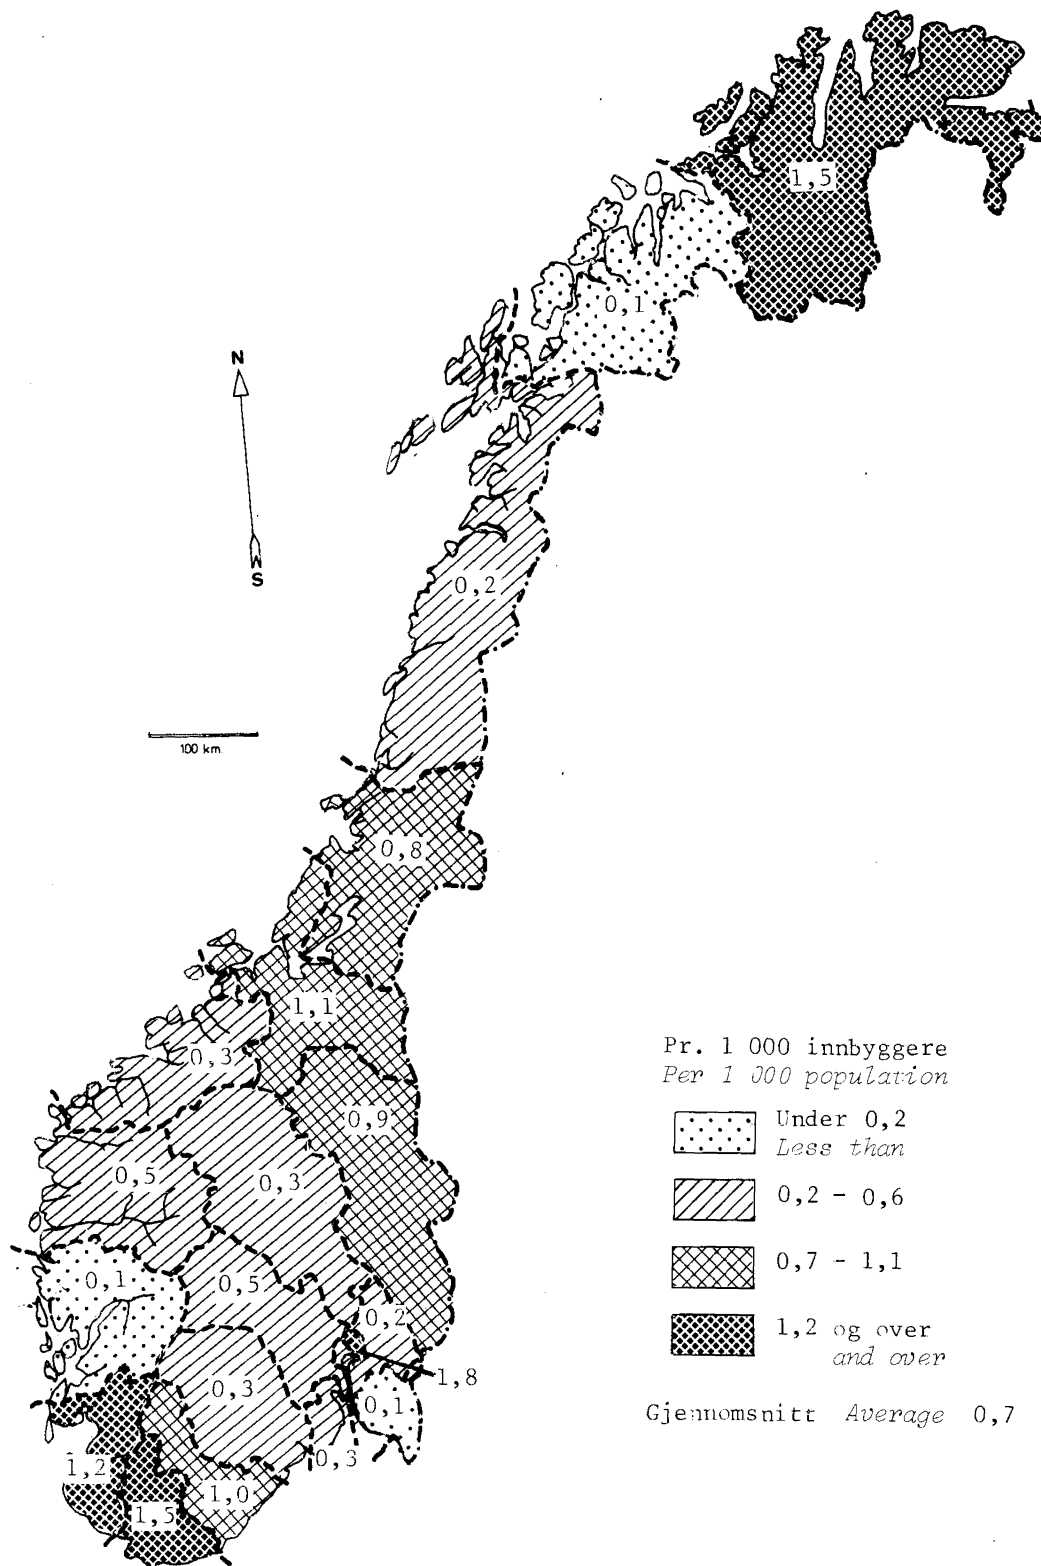 1,5
0,1
N
S
0,2
100 km.
0,8
1,1
0,3
0,9
0,5
0,3
0,1
0,5
0,2
0,3
1,8
0,1
0,3
1,2
1,0
1,5
Pr. 1 000 innbyggere
Per 1 000 population
Under 0,2
Less than
0,2 - 0,6
0,7 - 1,1
1,2 og over
and over
Gjennomsnitt Average 0,7